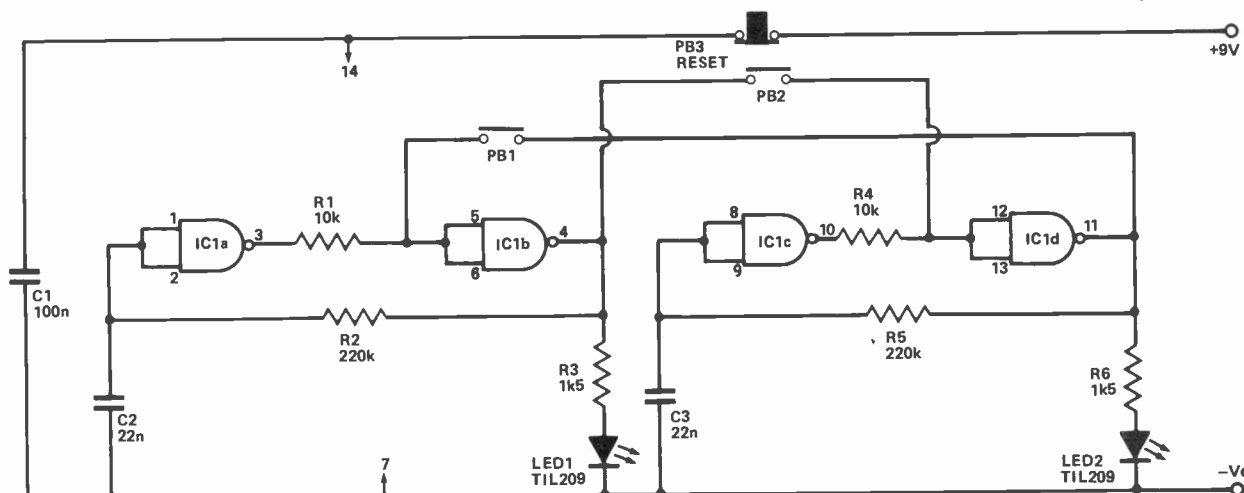 PB3
RESET
+9V
14
PB2
PB1
R1
10k
R4
10k
1
2
IC1a
3
5
6
IC1b
4
8
9
IC1c
10
12
13
IC1d
11
C1
100n
R2
220k
R5
220k
R3
1k5
R6
1k5
C2
22n
C3
22n
7
LED1
TIL209
LED2
TIL209